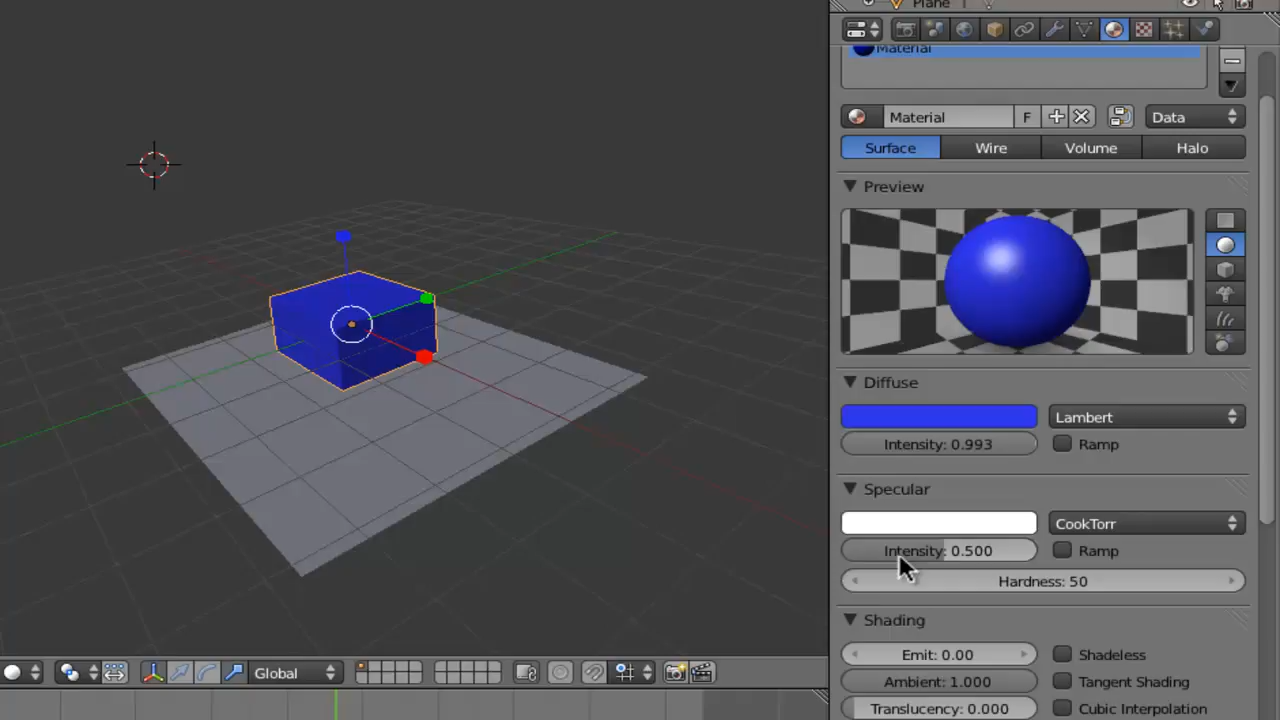 Plane
Material
Material F Data
Surface Wire Volume Halo
Preview
Diffuse
Lambert
Intensity: 0.993 Ramp
Specular
CookTorr
Intensity: 0.500 Ramp
Hardness: 50
Shading
Emit: 0.00 Shadeless
Global
Ambient: 1.000 Tangent Shading
Translucency: 0.000 Cubic Interpolation